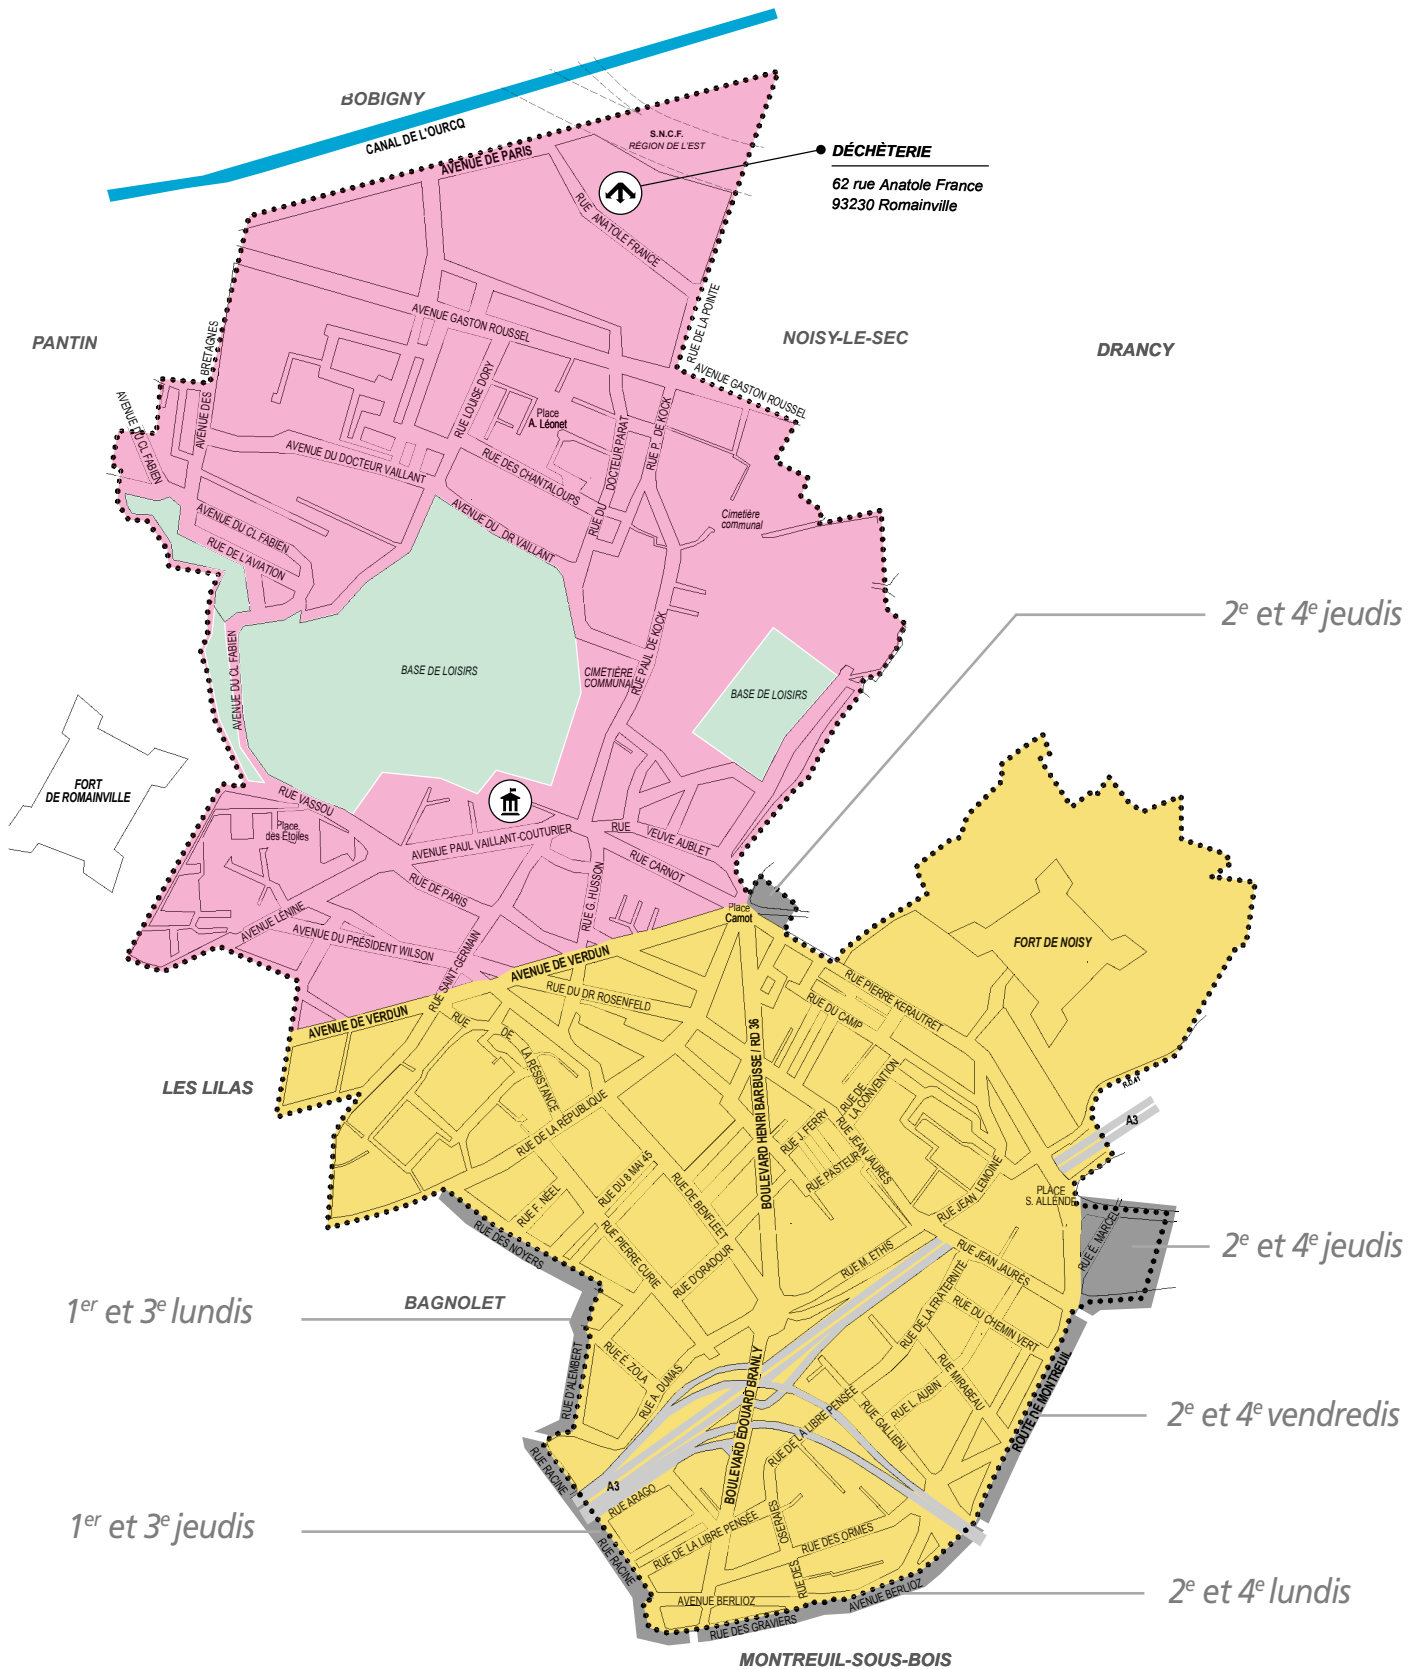 BOBIGNY
CANAL DE L'OURCQ
AVENUE DE PARIS
S.N.C.F.
RÉGION DE L'EST
DÉCHÈTERIE
62 rue Anatole France
93230 Romainville
RUE ANATOLE FRANCE
RUE DE LA POINTE
PANTIN
NOISY-LE-SEC
DRANCY
AVENUE GASTON ROUSSEL
AVENUE GASTON ROUSSEL
AVENUE DES BRETAGNES
AVENUE DU CL FABIEN
RUE LOUISE DORY
Place
A. Léonet
RUE DU DOCTEUR PARAT
RUE P. DE KOCK
AVENUE DU DOCTEUR VAILLANT
RUE DES CHANTALOUPS
AVENUE DU DR VAILLANT
Cimetière
communal
AVENUE DU CL FABIEN
RUE DE L'AVIATION
AVENUE DU CL FABIEN
BASE DE LOISIRS
CIMETIÈRE
COMMUNAL
RUE PAUL DE KOCK
BASE DE LOISIRS
2e et 4e jeudis
FORT
DE ROMAINVILLE
RUE VASSOU
Place
des Étoiles
AVENUE PAUL VAILLANT-COUTURIER
RUE VEUVE AUBLET
RUE CARNOT
RUE DE PARIS
RUE G. HUSSON
AVENUE LÉNINE
AVENUE DU PRÉSIDENT WILSON
RUE SAINT-GERMAIN
Place
Carnot
FORT DE NOISY
AVENUE DE VERDUN
AVENUE DE VERDUN
RUE DU DR ROSENFELD
RUE PIERRE KERAUTRET
RUE DU CAMP
RUE DE LA RÉSISTANCE
BOULEVARD HENRI BARBUSSE / RD 36
RUE DE
LA CONVENTION
LES LILAS
R.D.41
A3
RUE DE LA RÉPUBLIQUE
RUE J. FERRY
RUE JEAN JAURÈS
RUE PASTEUR
RUE JEAN LEMOINE
PLACE
S. ALLENDE
RUE DU 8 MAI 45
RUE F. NÉEL
RUE DE BENFLEET
RUE DES NOYERS
RUE PIERRE CURIE
RUE D'ORADOUR
RUE M. ETHIS
RUE JEAN JAURÈS
RUE É. MARCEL
2e et 4e jeudis
1er et 3e lundis
BAGNOLET
RUE DE LA FRATERNITÉ
RUE DU CHEMIN VERT
RUE D'ALEMBERT
RUE É. ZOLA
RUE A. DUMAS
BOULEVARD ÉDOUARD BRANLY
RUE MIRABEAU
RUE L. AUBIN
RUE GALLIENI
RUE DE LA LIBRE PENSÉE
ROUTE DE MONTREUIL
2e et 4e vendredis
RUE RACINE
A3
RUE ARAGO
1er et 3e jeudis
RUE DE LA LIBRE PENSÉE
RUE DES OSERAIES
RUE DES ORMES
RUE RACINE
AVENUE BERLIOZ
AVENUE BERLIOZ
2e et 4e lundis
RUE DES GRAVIERS
MONTREUIL-SOUS-BOIS